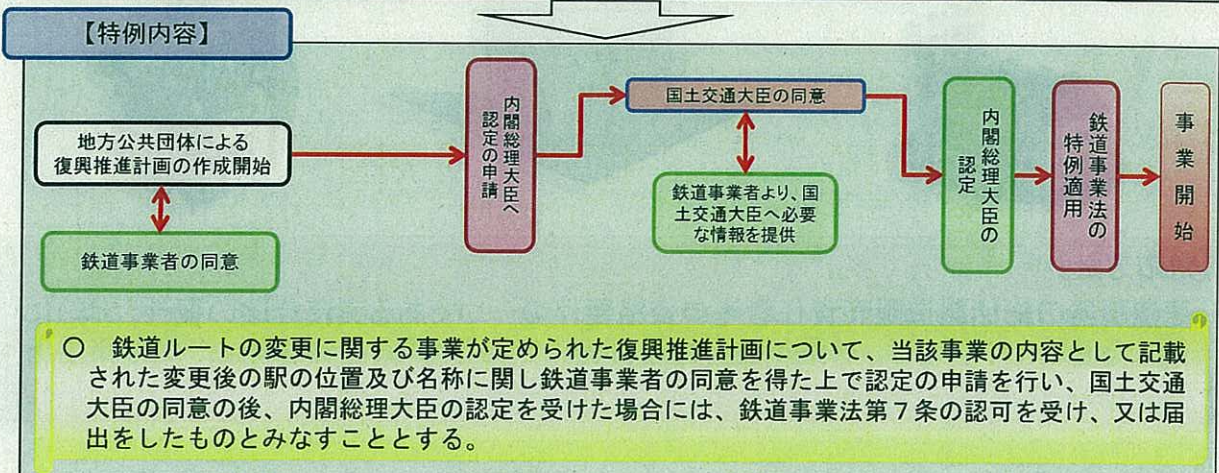 【特例内容】
地方公共団体による
復興推進計画の作成開始
鉄道事業者の同意
内閣総理大臣へ
認定の申請
国土交通大臣の同意
鉄道事業者より、国
土交通大臣へ必要
な情報を提供
内閣総理大臣の
認定
鉄道事業法の
特例適用
事業開始
○ 鉄道ルートの変更に関する事業が定められた復興推進計画について、当該事業の内容として記載
された変更後の駅の位置及び名称に関し鉄道事業者の同意を得た上で認定の申請を行い、国土交通
大臣の同意の後、内閣総理大臣の認定を受けた場合には、鉄道事業法第７条の認可を受け、又は届
出をしたものとみなすこととする。